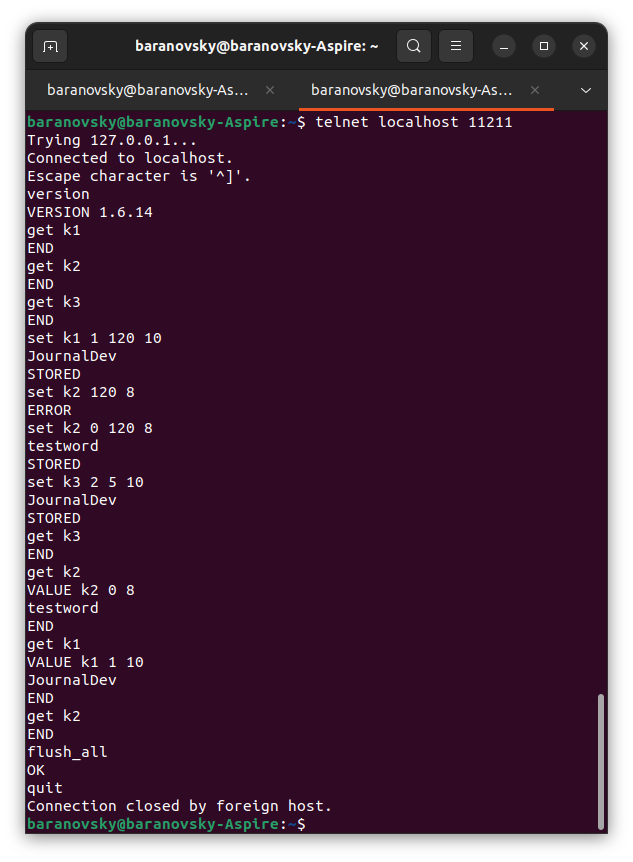 baranovsky@baranovsky-Aspire: ~
baranovsky@baranovsky-As...
baranovsky@baranovsky-As...
baranovsky@baranovsky-Aspire:~$ telnet localhost 11211
Trying 127.0.0.1...
Connected to localhost.
Escape character is '^]'.
version
VERSION 1.6.14
get k1
END
get k2
END
get k3
END
set k1 1 120 10
JournalDev
STORED
set k2 120 8
ERROR
set k2 0 120 8
testword
STORED
set k3 2 5 10
JournalDev
STORED
get k3
END
get k2
VALUE k2 0 8
testword
END
get k1
VALUE k1 1 10
JournalDev
END
get k2
END
flush_all
OK
quit
Connection closed by foreign host.
baranovsky@baranovsky-Aspire:~$